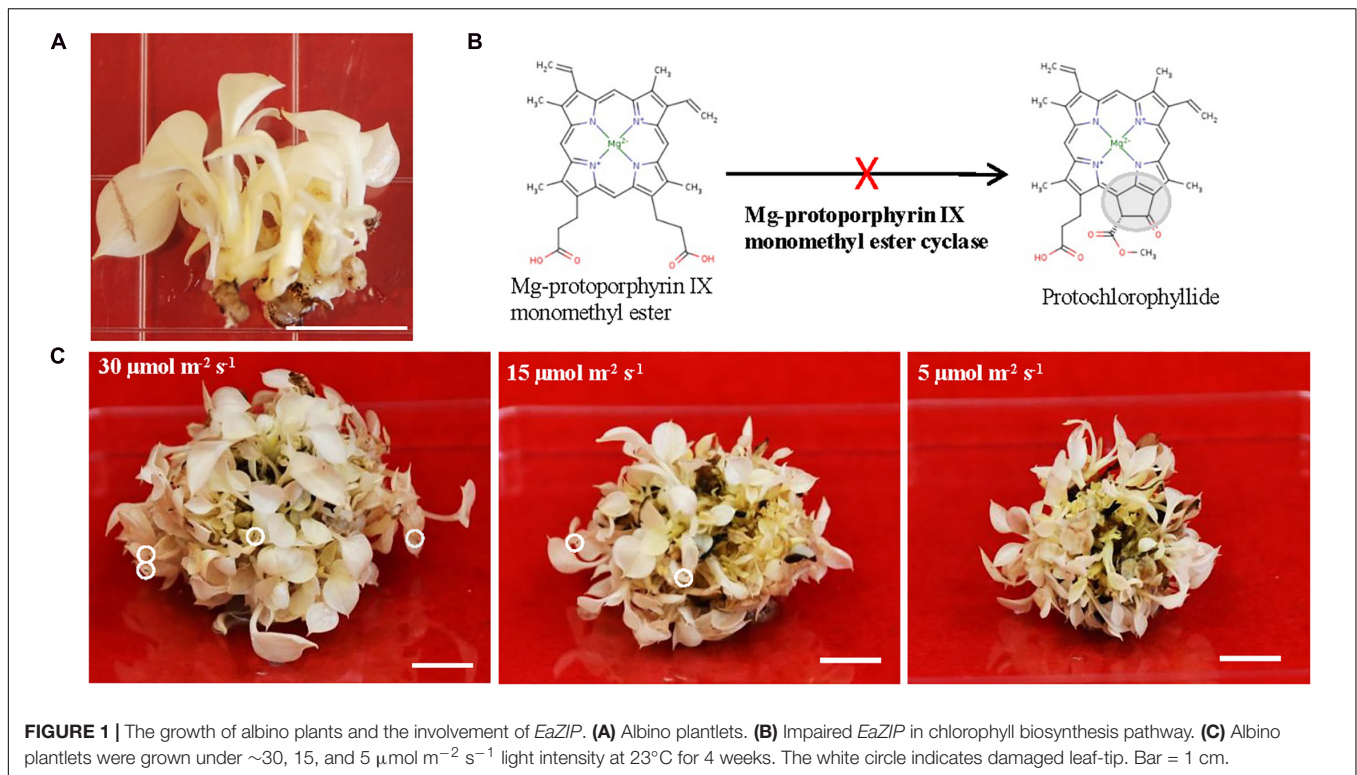 A
B
H₂C
CH₃
H₃C
CH₂
N
N⁺
Mg²⁻
N⁺
N
H₃C
CH₃
HO
O
O
OH
Mg-protoporphyrin IX
monomethyl ester
X
Mg-protoporphyrin IX
monomethyl ester cyclase
H₂C
CH₃
H₃C
CH₂
N
N⁺
Mg²⁻
N⁺
N
H₃C
CH₃
O
HO
O
O
O
CH₃
Protochlorophyllide
C
30 µmol m⁻² s⁻¹
15 µmol m⁻² s⁻¹
5 µmol m⁻² s⁻¹
FIGURE 1 | The growth of albino plants and the involvement of EaZIP. (A) Albino plantlets. (B) Impaired EaZIP in chlorophyll biosynthesis pathway. (C) Albino
plantlets were grown under ~30, 15, and 5 µmol m⁻² s⁻¹ light intensity at 23°C for 4 weeks. The white circle indicates damaged leaf-tip. Bar = 1 cm.